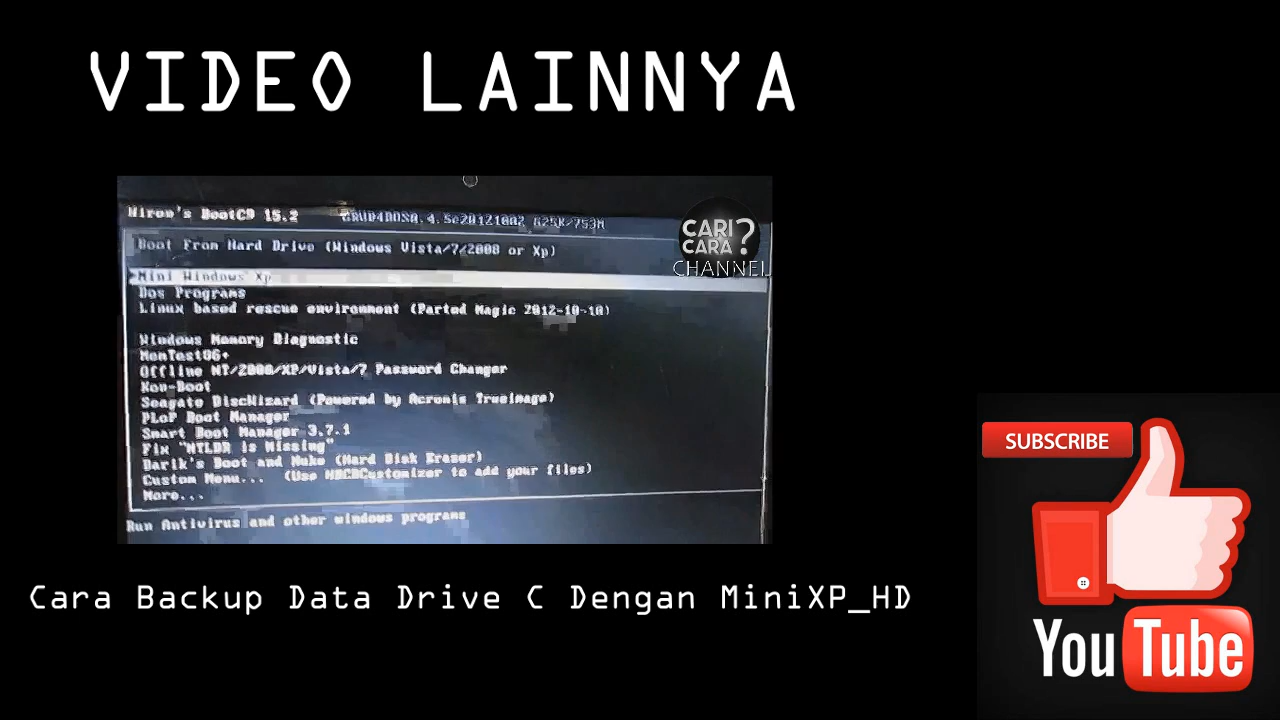 VIDEO LAINNYA
Hiren's BootCD 15.2 GRUB4DOS0.4.5c20121002 625K/753M
CARI
CARA?
CHANNEL
Boot From Hard Drive (Windows Vista/7/2008 or Xp)
Mini Windows Xp
Dos Programs
Linux based rescue environment (Parted Magic 2012-10-10)
Windows Memory Diagnostic
MemTest86+
Offline NT/2000/XP/Vista/7 Password Changer
Kon-Boot
Seagate DiscWizard (Powered by Acronis TrueImage)
PLoP Boot Manager
Smart Boot Manager 3.7.1
Fix "NTLDR is Missing"
Darik's Boot and Nuke (Hard Disk Eraser)
Custom Menu... (Use HBCDCustomizer to add your files)
More...
Run Antivirus and other windows programs
Cara Backup Data Drive C Dengan MiniXP_HD
SUBSCRIBE
YouTube